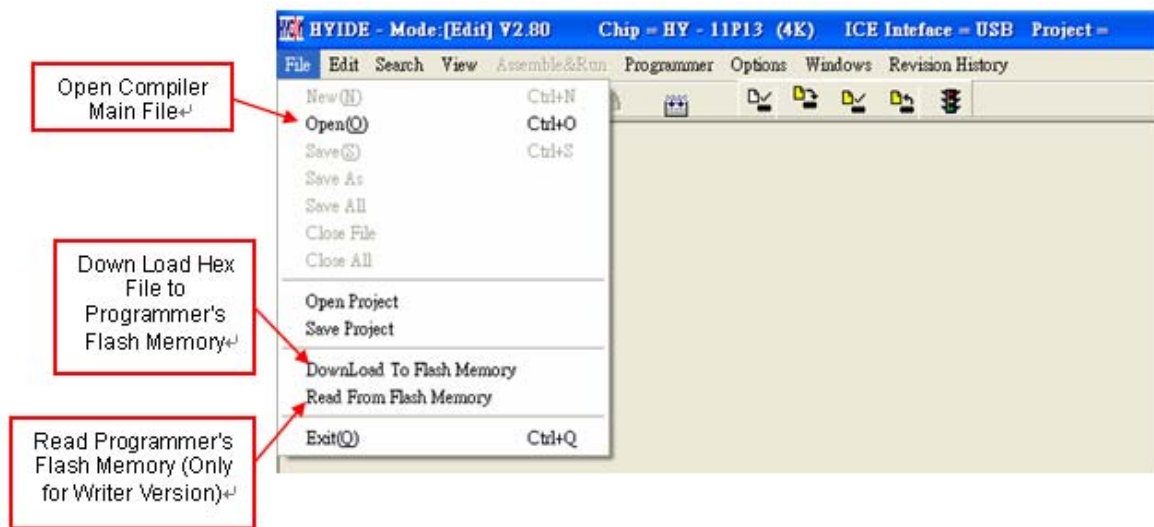 HYIDE - Mode:[Edit] V2.80 Chip = HY - 11P13 (4K) ICE Inteface = USB Project =
File Edit Search View Assemble&Run Programmer Options Windows Revision History
New(N) Ctrl+N
Open(O) Ctrl+O
Save(S) Ctrl+S
Save As
Save All
Close File
Close All
Open Project
Save Project
DownLoad To Flash Memory
Read From Flash Memory
Exit(Q) Ctrl+Q
Open Compiler
Main File↵
Down Load Hex
File to
Programmer's
Flash Memory↵
Read Programmer's
Flash Memory (Only
for Writer Version)↵